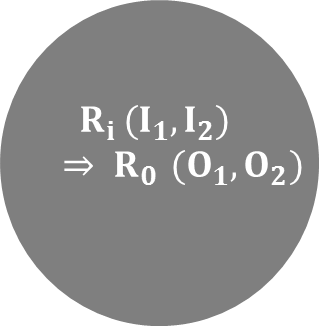 Rᵢ (I₁,I₂)
⇒ R₀ (O₁,O₂)